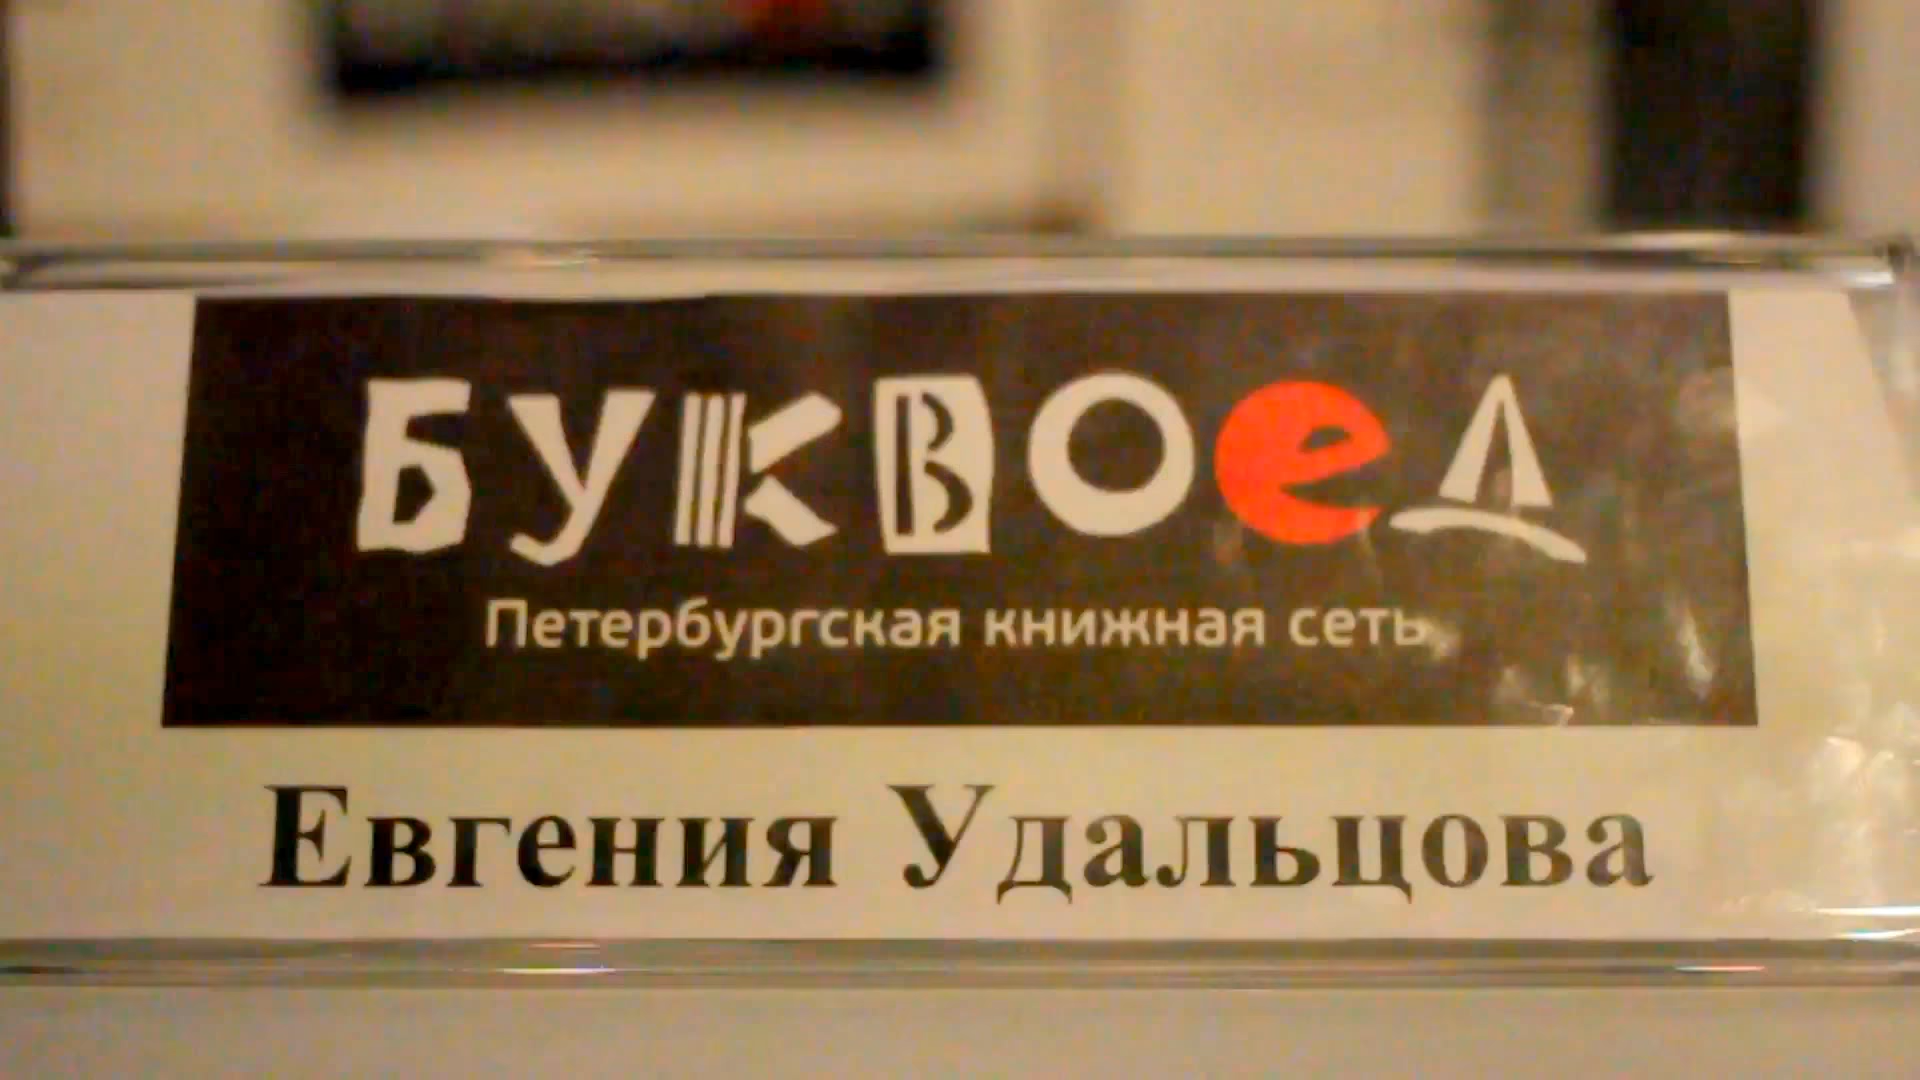 БУКВОеД
Петербургская книжная сеть
Евгения Удальцова